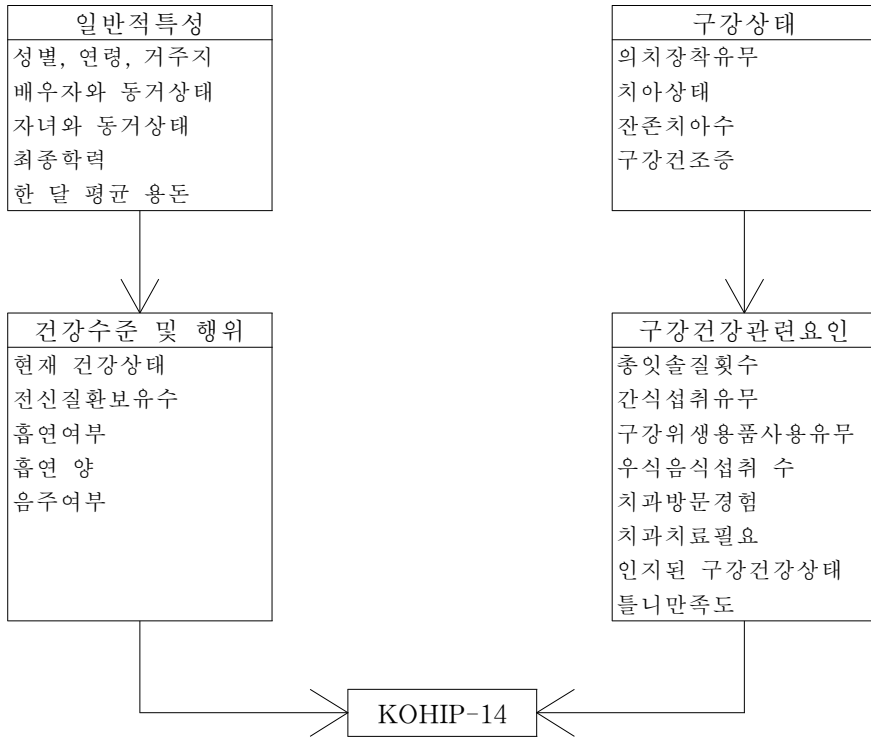 일반적특성
성별, 연령, 거주지
배우자와 동거상태
자녀와 동거상태
최종학력
한 달 평균 용돈
구강상태
의치장착유무
치아상태
잔존치아수
구강건조증
건강수준 및 행위
현재 건강상태
전신질환보유수
흡연여부
흡연 양
음주여부
구강건강관련요인
총잇솔질횟수
간식섭취유무
구강위생용품사용유무
우식음식섭취 수
치과방문경험
치과치료필요
인지된 구강건강상태
틀니만족도
KOHIP-14